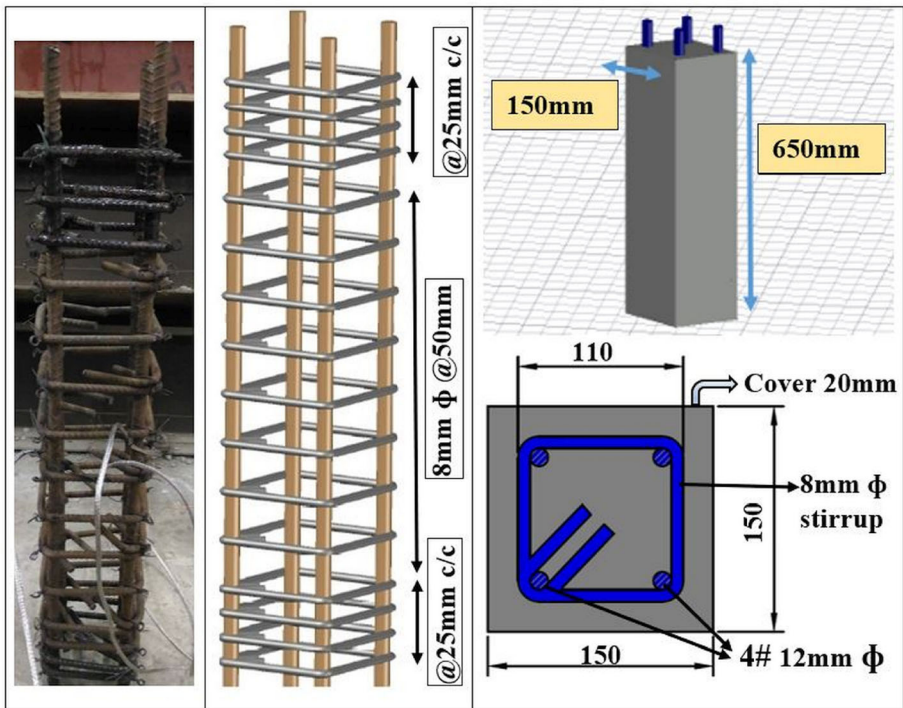 @25mm c/c
8mm ϕ @50mm
@25mm c/c
150mm
650mm
110
Cover 20mm
8mm ϕ
stirrup
150
150
4# 12mm ϕ